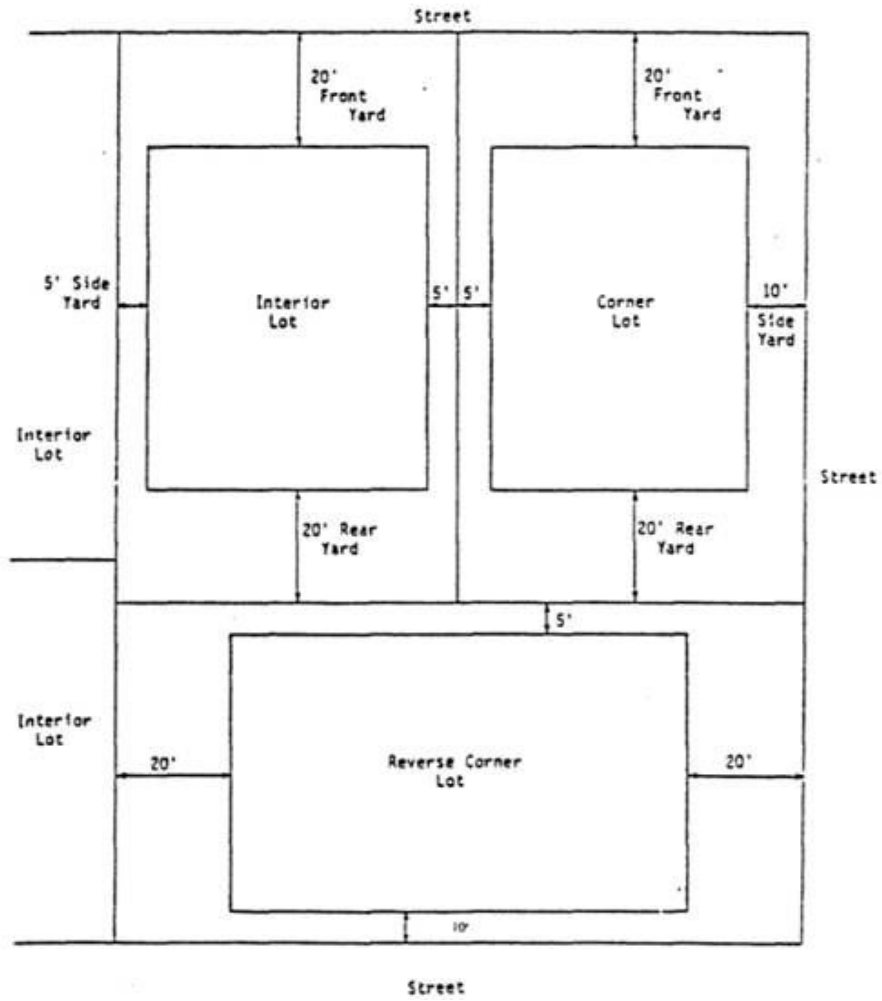 Street
20'
Front
Yard
20'
Front
Yard
5' Side
Yard
Interior
Lot
5'
5'
Corner
Lot
10'
Side
Yard
Interior
Lot
Street
20' Rear
Yard
20' Rear
Yard
5'
Interior
Lot
20'
Reverse Corner
Lot
20'
10'
Street